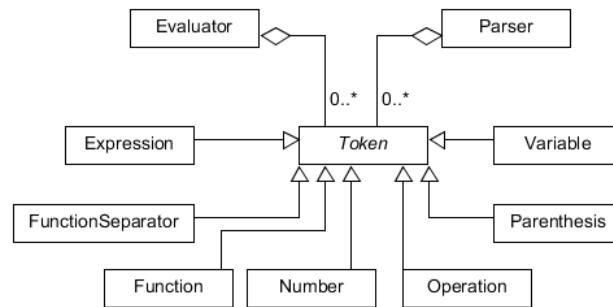 Evaluator
Parser
0..*
0..*
Expression
Token
Variable
FunctionSeparator
Parenthesis
Function
Number
Operation